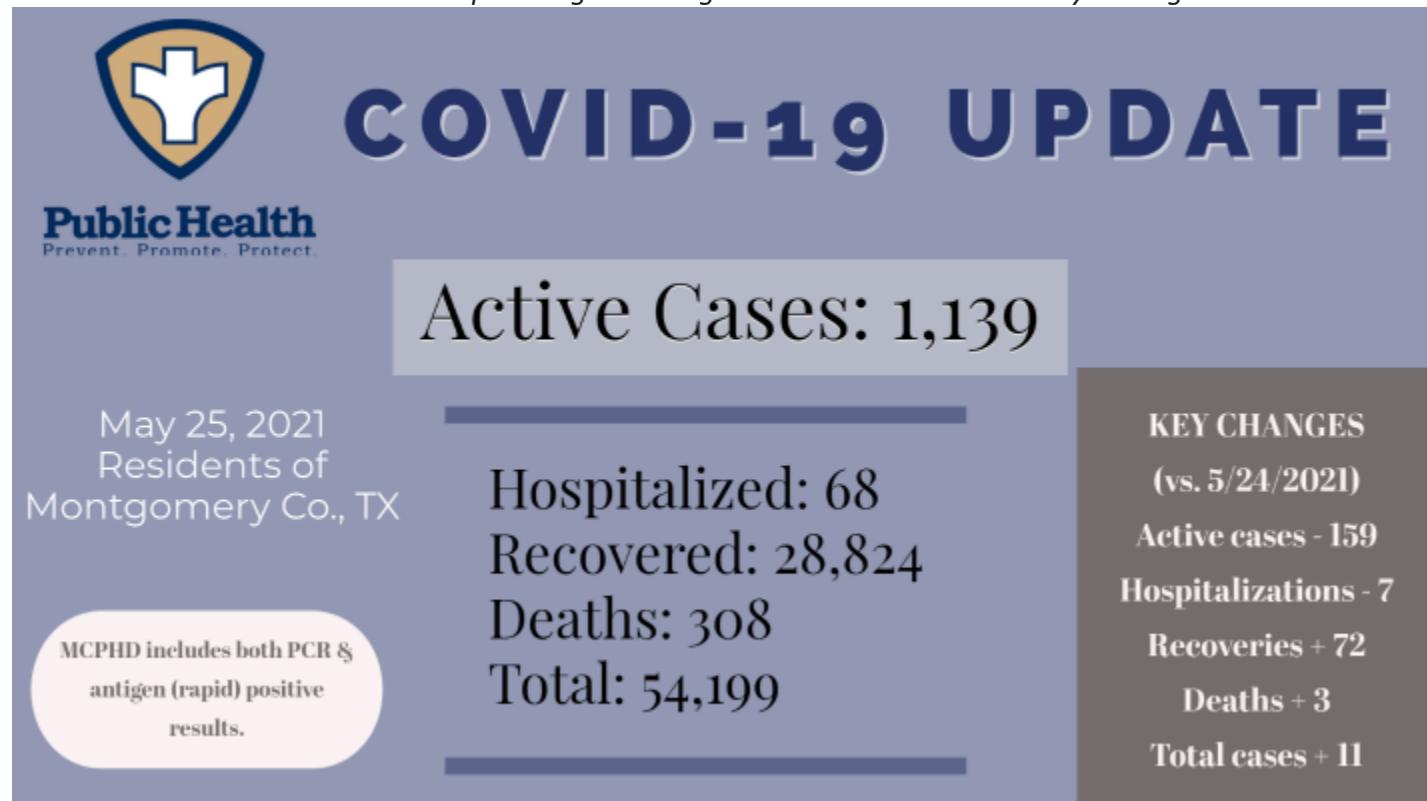 COVID-19 UPDATE
Public Health
Prevent. Promote. Protect.
Active Cases: 1,139
May 25, 2021
Residents of
Montgomery Co., TX
MCPHD includes both PCR &
antigen (rapid) positive
results.
Hospitalized: 68
Recovered: 28,824
Deaths: 308
Total: 54,199
KEY CHANGES
(vs. 5/24/2021)
Active cases - 159
Hospitalizations - 7
Recoveries + 72
Deaths + 3
Total cases + 11